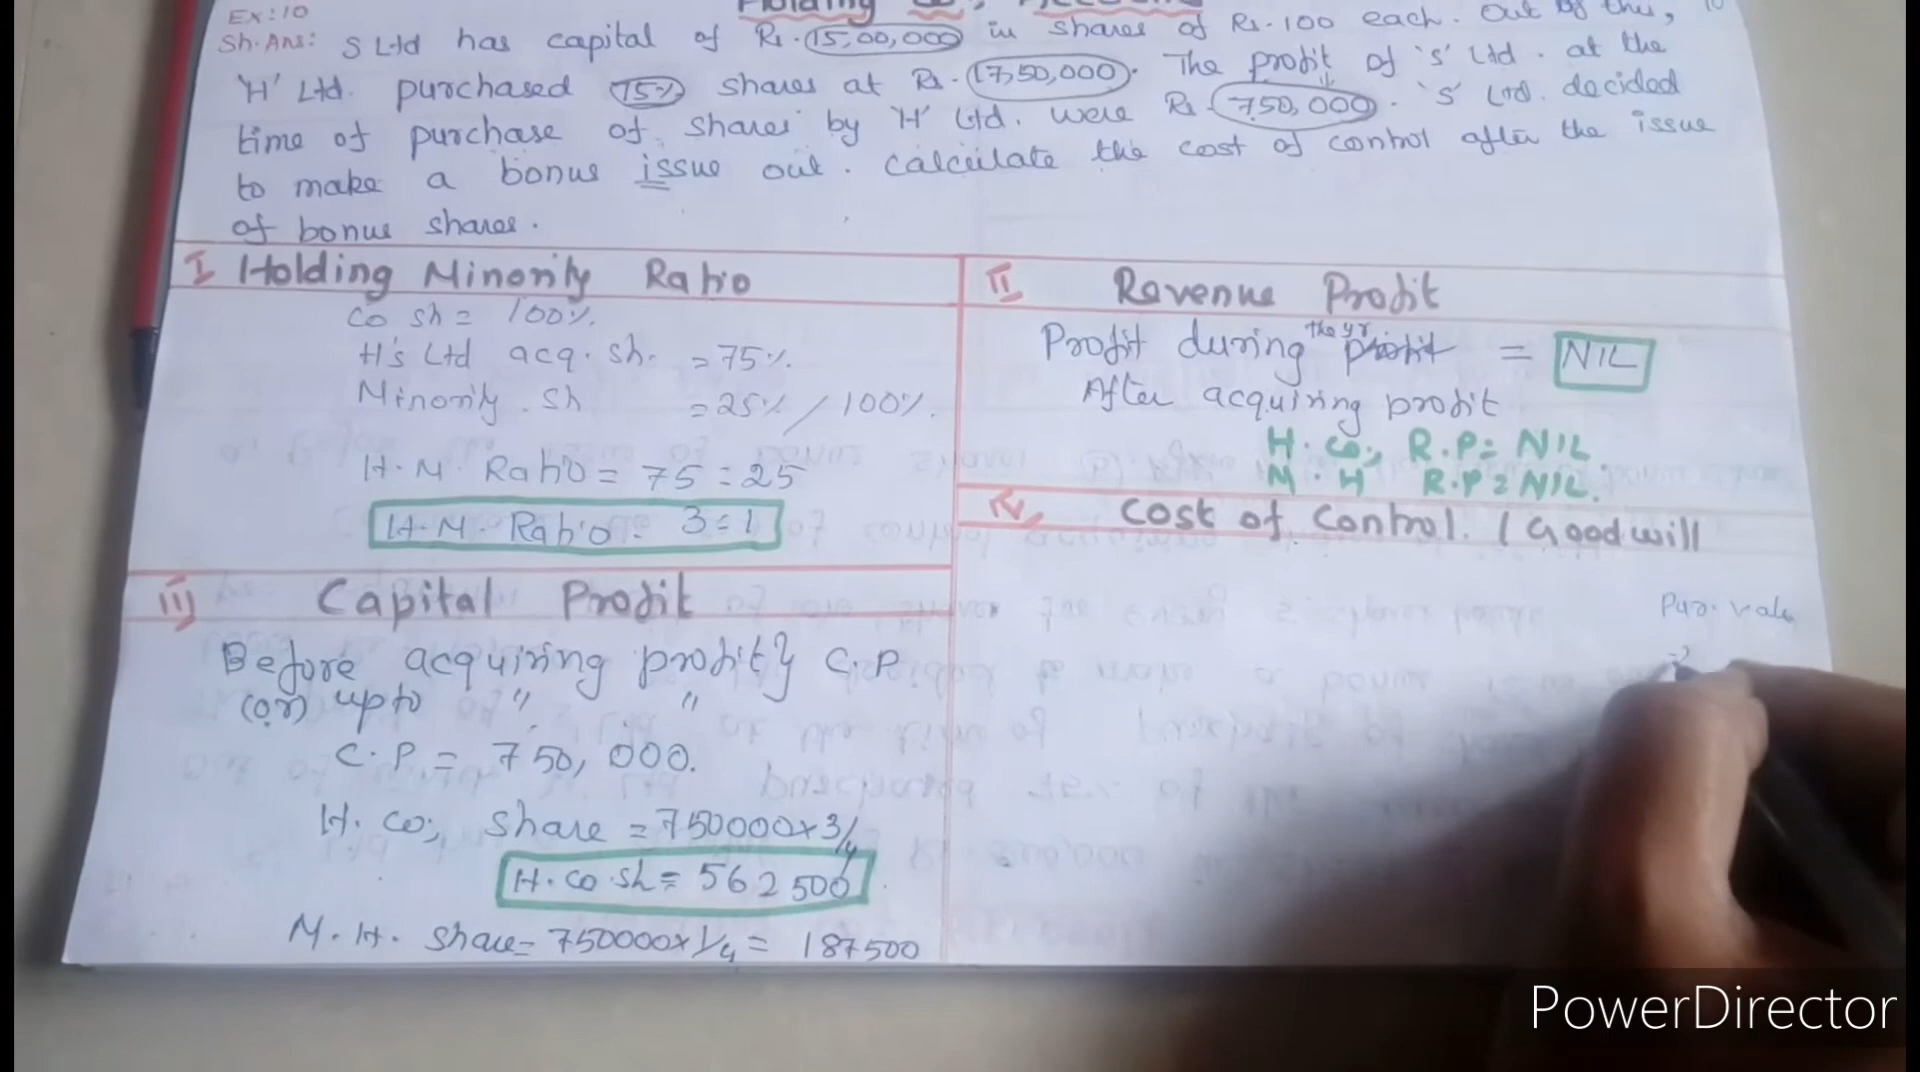 Ex:10
Sh.Ans: S Ltd has capital of Rs. 15,00,000 in shares of Rs.100 each. Out of this,
'H' Ltd. purchased 75% shares at Rs. 17,50,000. The profit of 'S' Ltd. at the
time of purchase of shares by 'H' Ltd. were Rs. 7,50,000. 'S' Ltd. decided
to make a bonus issue out. Calculate the cost of control after the issue
of bonus shares.
I Holding Minority Ratio
Co sh = 100%.
H's Ltd acq. sh. = 75%.
Minority. sh = 25% / 100%.
H.M. Ratio = 75:25
H.M. Ratio = 3:1
II Revenue Profit
Profit during the yr = NIL
After acquiring profit
H. Co; R.P = NIL
M. H R.P = NIL.
III Capital Profit
Before acquiring profit} C.P
(or) upto " "
C.P = 750,000.
H. Co; Share = 750000 x 3/4
H. Co. Sh = 562500
M.H. share = 750000 x 1/4 = 187500
IV, Cost of Control. / Goodwill
Pur. valu
PowerDirector